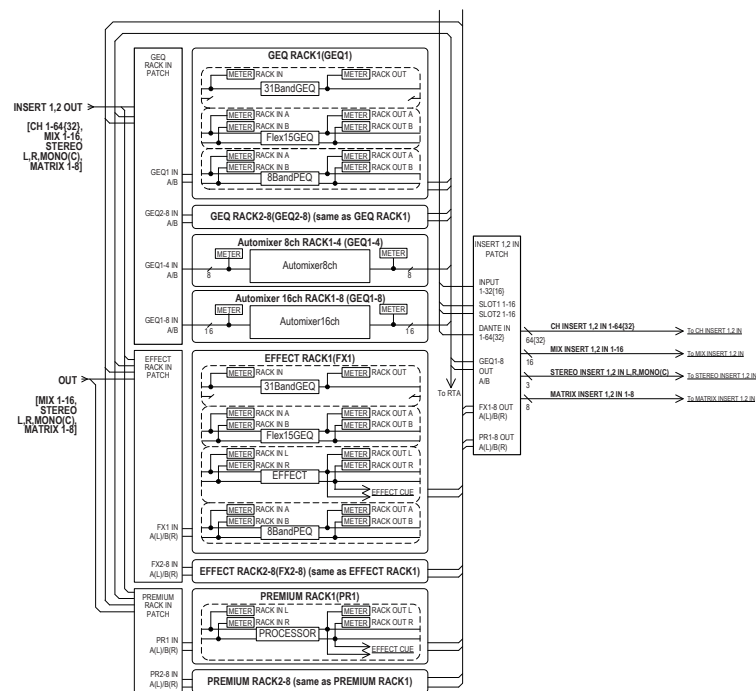 GEQ
RACK IN
PATCH
INSERT 1,2 OUT
[CH 1-64{32},
MIX 1-16,
STEREO
L,R,MONO(C),
MATRIX 1-8]
GEQ1 IN
A/B
GEQ2-8 IN
A/B
GEQ1-4 IN
A/B
GEQ1-8 IN
A/B
GEQ RACK1(GEQ1)
METER RACK IN METER RACK OUT
31BandGEQ
METER RACK IN A METER RACK OUT A
METER RACK IN B METER RACK OUT B
Flex15GEQ
METER RACK IN A METER RACK OUT A
METER RACK IN B METER RACK OUT B
8BandPEQ
GEQ RACK2-8(GEQ2-8) (same as GEQ RACK1)
Automixer 8ch RACK1-4 (GEQ1-4)
METER METER
8 Automixer8ch 8
Automixer 16ch RACK1-8 (GEQ1-8)
METER METER
16 Automixer16ch 16
EFFECT
RACK IN
PATCH
OUT
[MIX 1-16,
STEREO
L,R,MONO(C),
MATRIX 1-8]
FX1 IN
A(L)/B(R)
FX2-8 IN
A(L)/B(R)
EFFECT RACK1(FX1)
METER RACK IN METER RACK OUT
31BandGEQ
METER RACK IN A METER RACK OUT A
METER RACK IN B METER RACK OUT B
Flex15GEQ
METER RACK IN L METER RACK OUT L
METER RACK IN R METER RACK OUT R
EFFECT
EFFECT CUE
METER RACK IN A METER RACK OUT A
METER RACK IN B METER RACK OUT B
8BandPEQ
EFFECT RACK2-8(FX2-8) (same as EFFECT RACK1)
PREMIUM
RACK IN
PATCH
PR1 IN
A(L)/B(R)
PR2-8 IN
A(L)/B(R)
PREMIUM RACK1(PR1)
METER RACK IN L METER RACK OUT L
METER RACK IN R METER RACK OUT R
PROCESSOR
EFFECT CUE
PREMIUM RACK2-8 (same as PREMIUM RACK1)
To RTA
INSERT 1,2 IN
PATCH
INPUT
1-32{16}
SLOT1 1-16
SLOT2 1-16
DANTE IN
1-64{32}
GEQ1-8
OUT
A/B
FX1-8 OUT
A(L)/B(R)
PR1-8 OUT
A(L)/B(R)
CH INSERT 1,2 IN 1-64{32} To CH INSERT 1,2 IN
64{32}
MIX INSERT 1,2 IN 1-16 To MIX INSERT 1,2 IN
16
STEREO INSERT 1,2 IN L,R,MONO(C) To STEREO INSERT 1,2 IN
3
MATRIX INSERT 1,2 IN 1-8 To MATRIX INSERT 1,2 IN
8